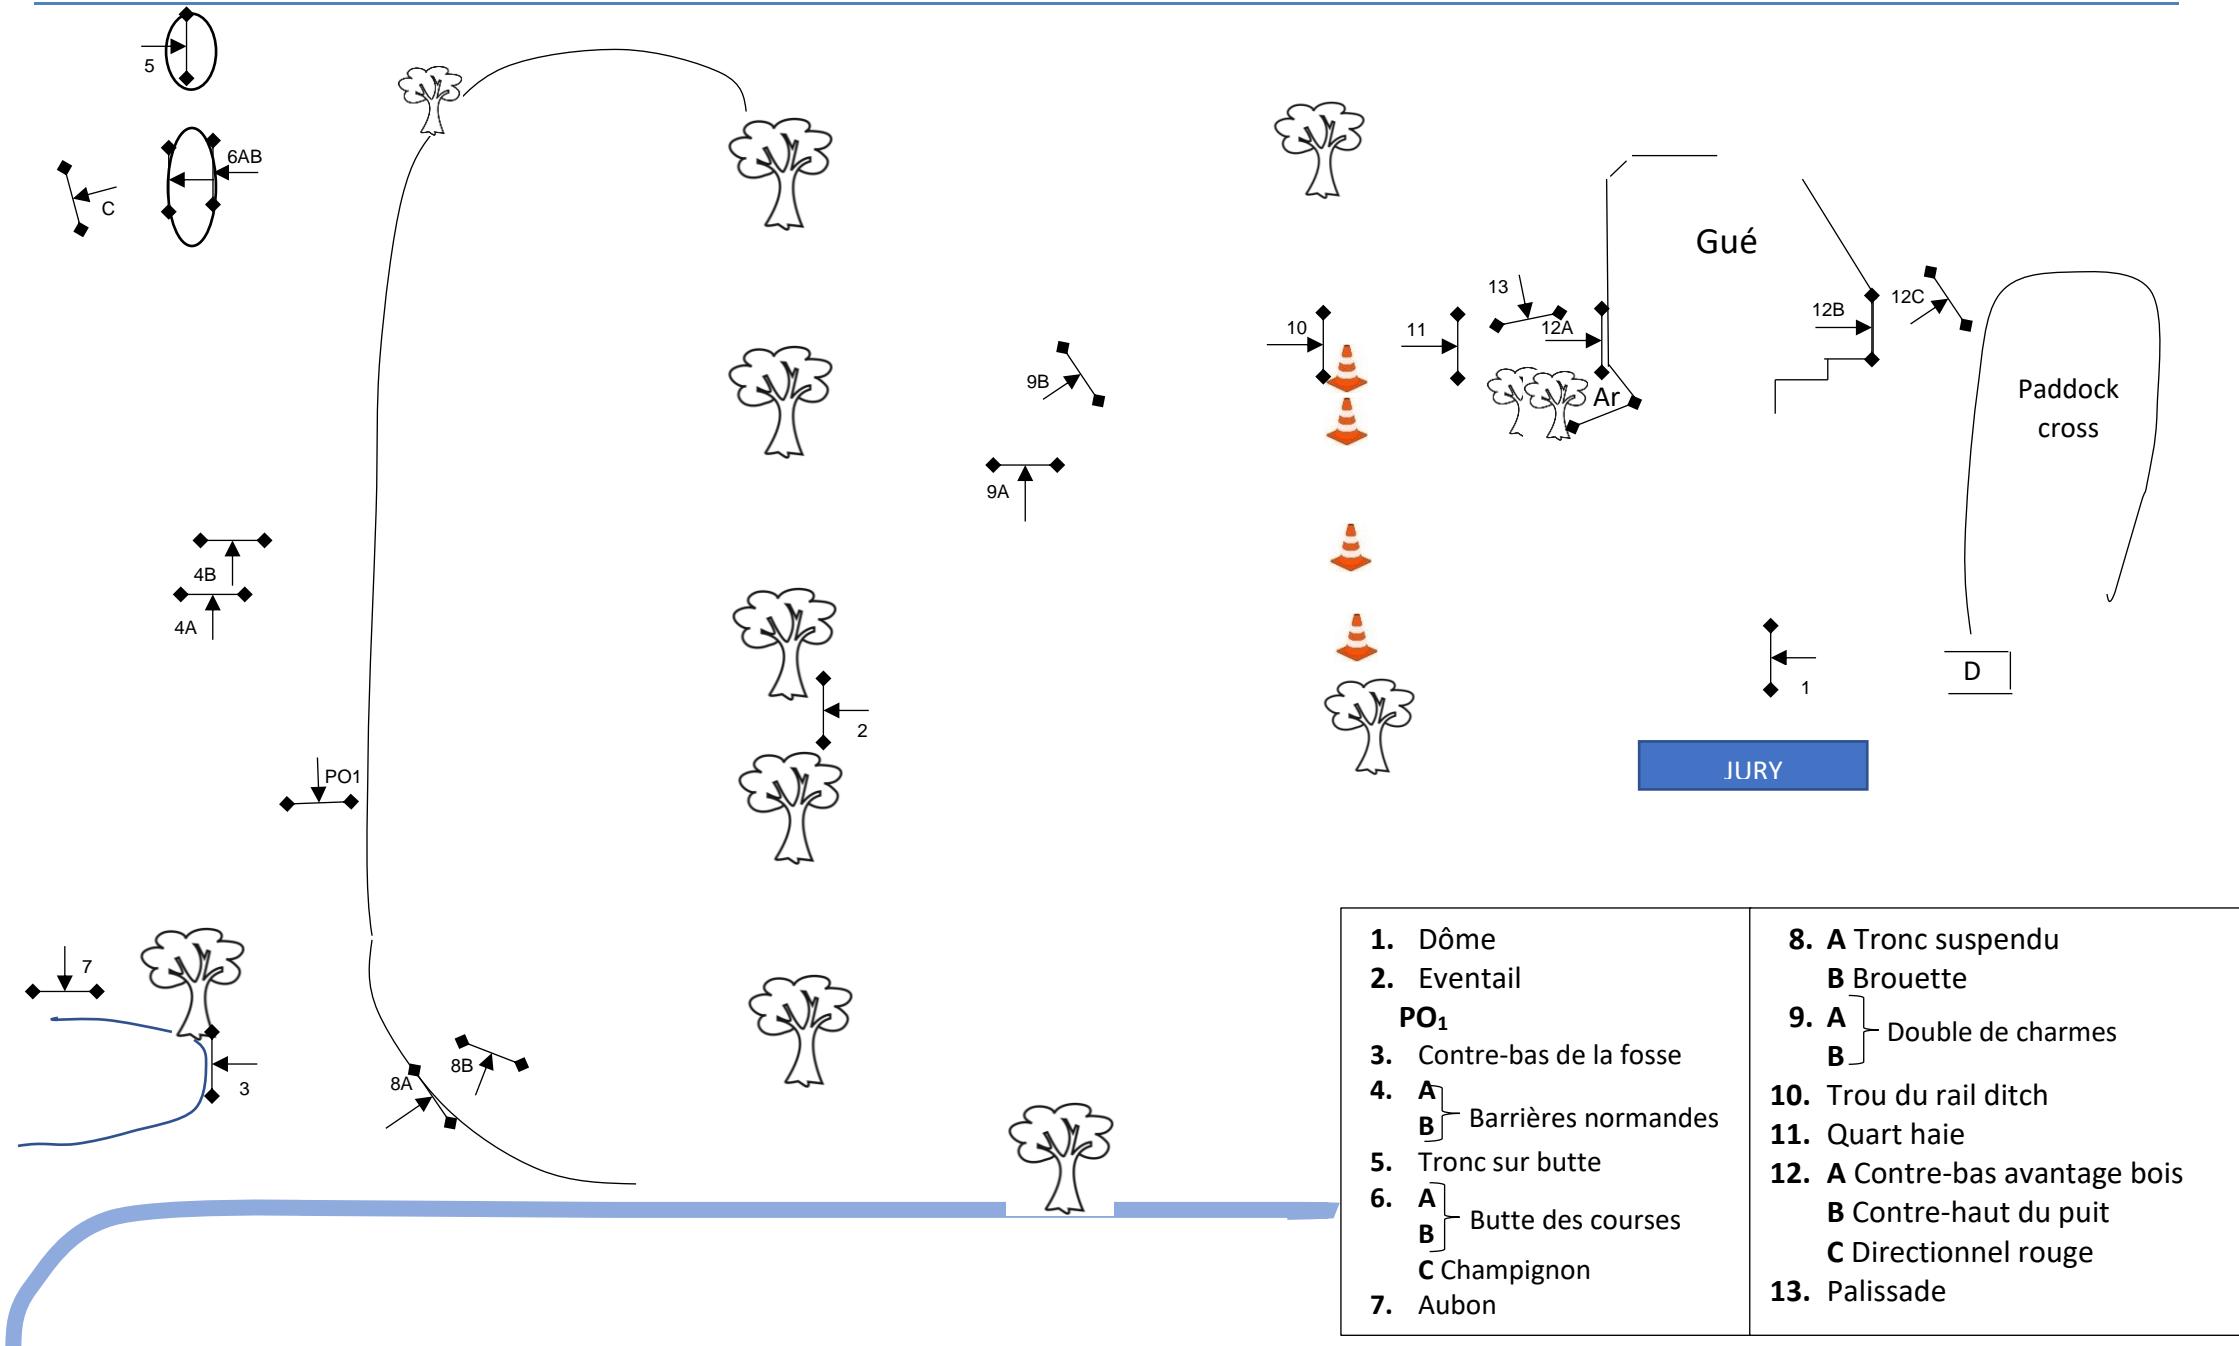 5
6AB
C
Gué
13
12C
10
11
12A
12B
9B
Ar
Paddock
cross
9A
4B
4A
D
1
2
PO1
JURY
7
8B
8A
3
1. Dôme
2. Eventail
PO1
3. Contre-bas de la fosse
4. A
B
Barrières normandes
5. Tronc sur butte
6. A
B
Butte des courses
C Champignon
7. Aubon
8. A Tronc suspendu
B Brouette
9. A
B
Double de charmes
10. Trou du rail ditch
11. Quart haie
12. A Contre-bas avantage bois
B Contre-haut du puit
C Directionnel rouge
13. Palissade